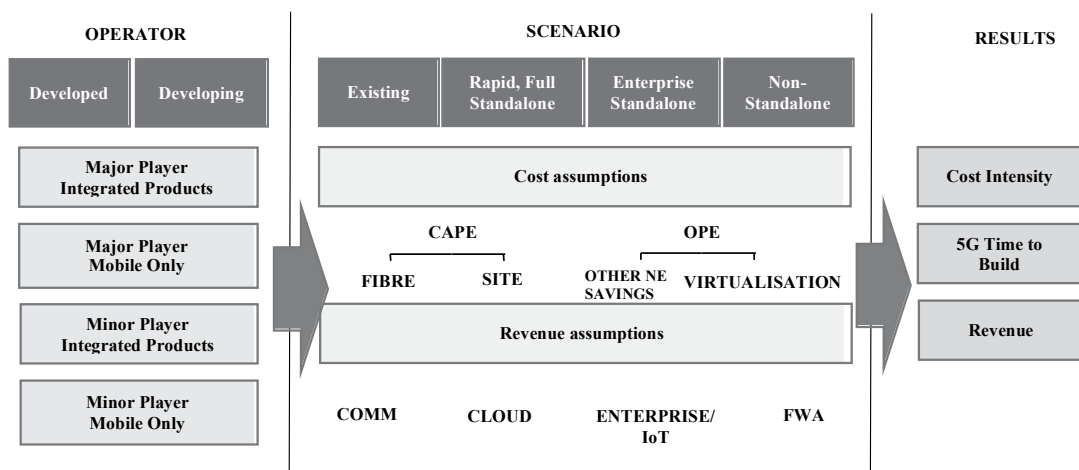 OPERATOR
Developed
Developing
Major Player
Integrated Products
Major Player
Mobile Only
Minor Player
Integrated Products
Minor Player
Mobile Only
SCENARIO
Existing
Rapid, Full
Standalone
Enterprise
Standalone
Non-
Standalone
Cost assumptions
CAPE
FIBRE
SITE
OPE
OTHER NE
SAVINGS
VIRTUALISATION
Revenue assumptions
COMM
CLOUD
ENTERPRISE/
IoT
FWA
RESULTS
Cost Intensity
5G Time to
Build
Revenue